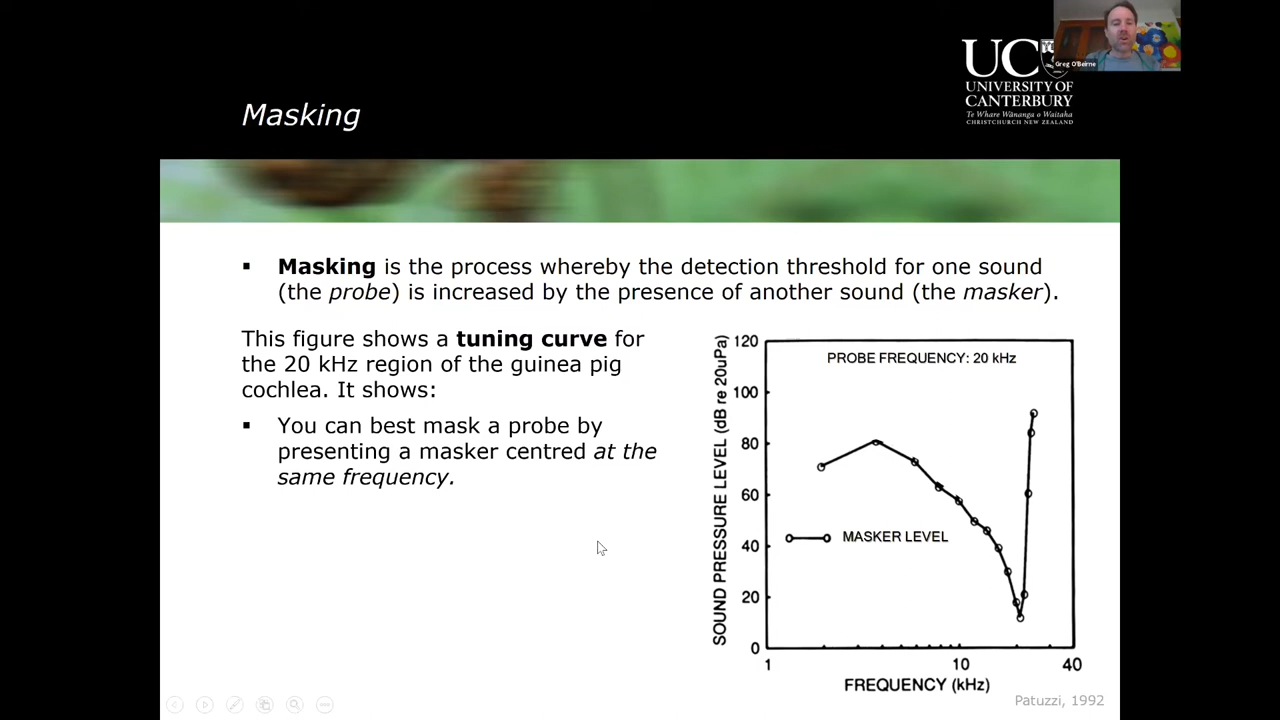 Greg O'Beirne
UC
UNIVERSITY OF
CANTERBURY
Te Whare Wānanga o Waitaha
CHRISTCHURCH NEW ZEALAND
Masking
▪ Masking is the process whereby the detection threshold for one sound
(the probe) is increased by the presence of another sound (the masker).
This figure shows a tuning curve for
the 20 kHz region of the guinea pig
cochlea. It shows:
▪ You can best mask a probe by
presenting a masker centred at the
same frequency.
SOUND PRESSURE LEVEL (dB re 20uPa)
120
100
80
60
40
20
0
PROBE FREQUENCY: 20 kHz
MASKER LEVEL
1 10 40
FREQUENCY (kHz)
Patuzzi, 1992